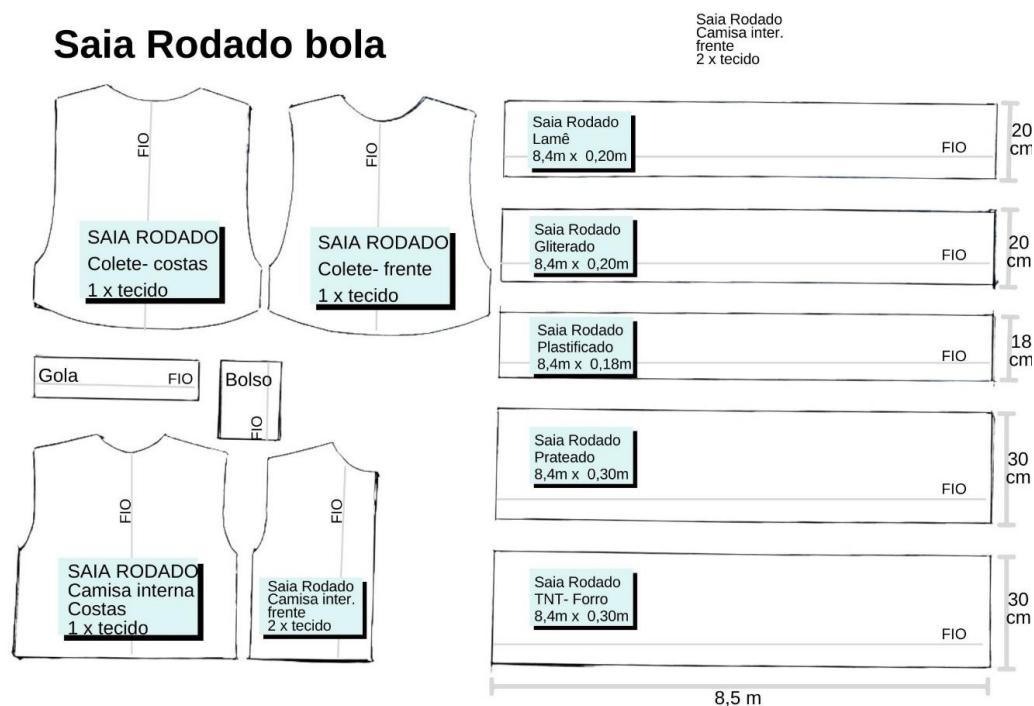 Saia Rodado bola
Saia Rodado
Camisa inter.
frente
2 x tecido
FIO
SAIA RODADO
Colete- costas
1 x tecido
FIO
SAIA RODADO
Colete- frente
1 x tecido
Saia Rodado
Lamê
8,4m x 0,20m
FIO
20
cm
Saia Rodado
Gliterado
8,4m x 0,20m
FIO
20
cm
Saia Rodado
Plastificado
8,4m x 0,18m
FIO
18
cm
Gola
FIO
Bolso
FIO
Saia Rodado
Prateado
8,4m x 0,30m
FIO
30
cm
FIO
SAIA RODADO
Camisa interna
Costas
1 x tecido
FIO
Saia Rodado
Camisa inter.
frente
2 x tecido
Saia Rodado
TNT- Forro
8,4m x 0,30m
FIO
30
cm
8,5 m